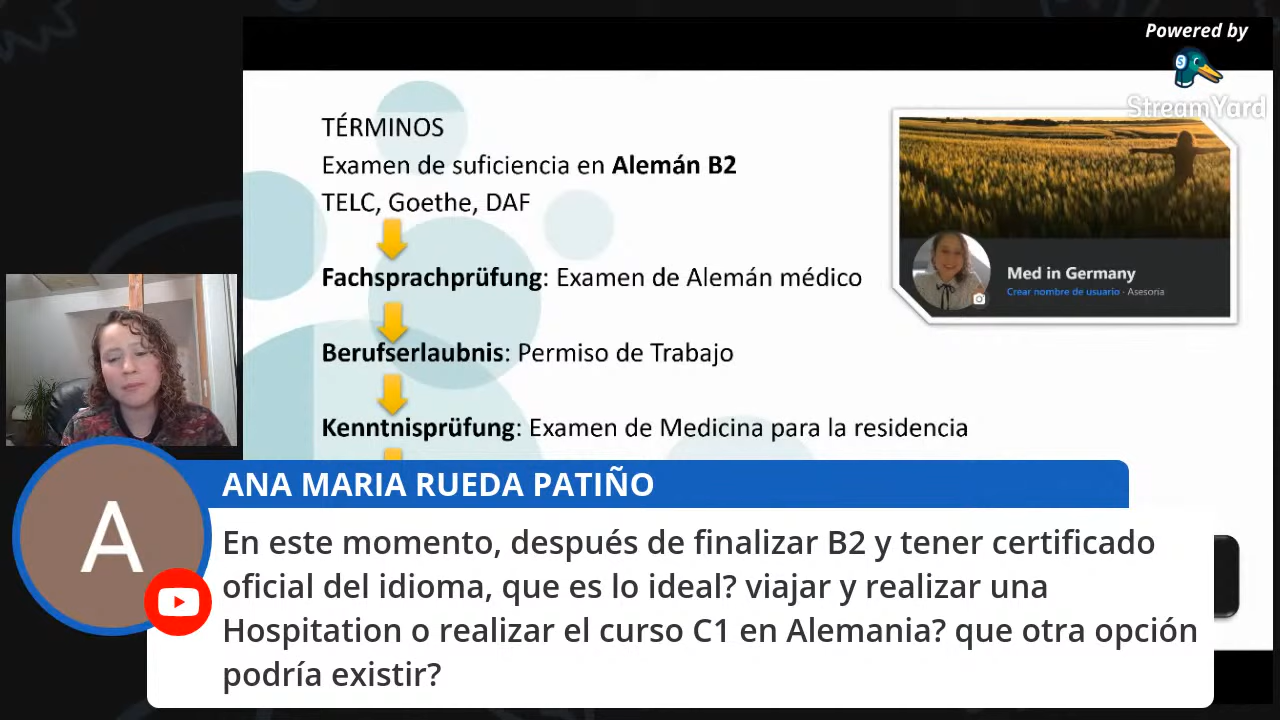 Powered by
StreamYard
TÉRMINOS
Examen de suficiencia en Alemán B2
TELC, Goethe, DAF
Fachsprachprüfung: Examen de Alemán médico
Berufserlaubnis: Permiso de Trabajo
Kenntnisprüfung: Examen de Medicina para la residencia
Med in Germany
Crear nombre de usuario · Asesoría
A
ANA MARIA RUEDA PATIÑO
En este momento, después de finalizar B2 y tener certificado
oficial del idioma, que es lo ideal? viajar y realizar una
Hospitation o realizar el curso C1 en Alemania? que otra opción
podría existir?